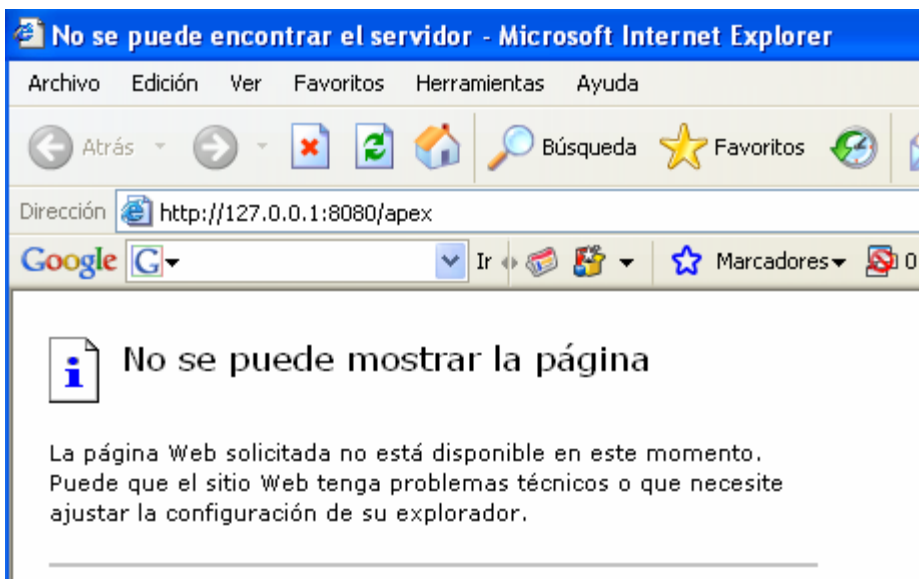 No se puede encontrar el servidor - Microsoft Internet Explorer
Archivo Edición Ver Favoritos Herramientas Ayuda
Atrás Búsqueda Favoritos
Dirección http://127.0.0.1:8080/apex
Google G Ir Marcadores 0
No se puede mostrar la página
La página Web solicitada no está disponible en este momento.
Puede que el sitio Web tenga problemas técnicos o que necesite
ajustar la configuración de su explorador.